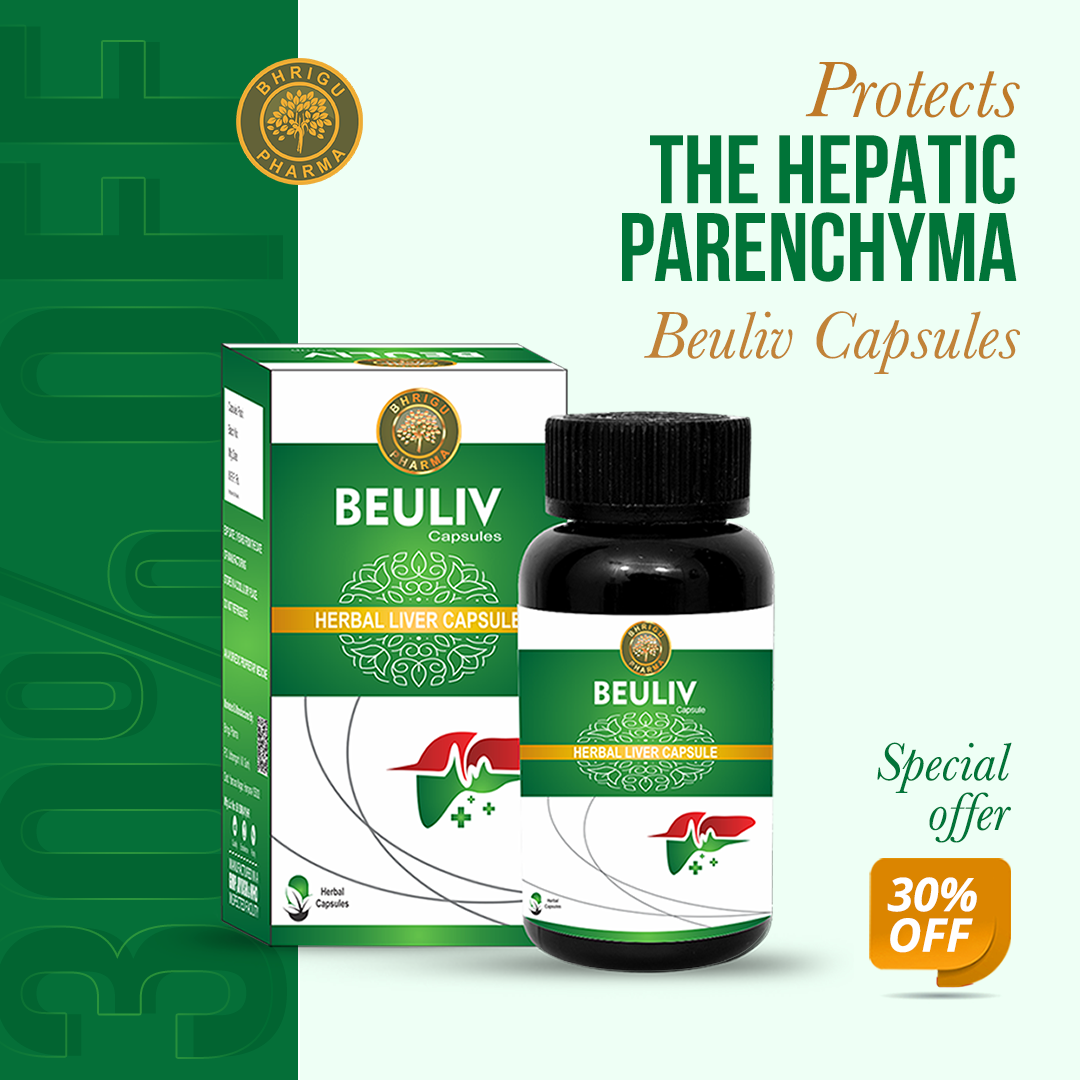 30% OFF
BHRIGU
PHARMA
Protects
THE HEPATIC
PARENCHYMA
Beuliv Capsules
BEULIV
BHRIGU
PHARMA
BEULIV
Capsules
HERBAL LIVER CAPSULE
Herbal
Capsules
BHRIGU
PHARMA
BEULIV
Capsule
HERBAL LIVER CAPSULE
Herbal
Capsules
Special
offer
30%
OFF